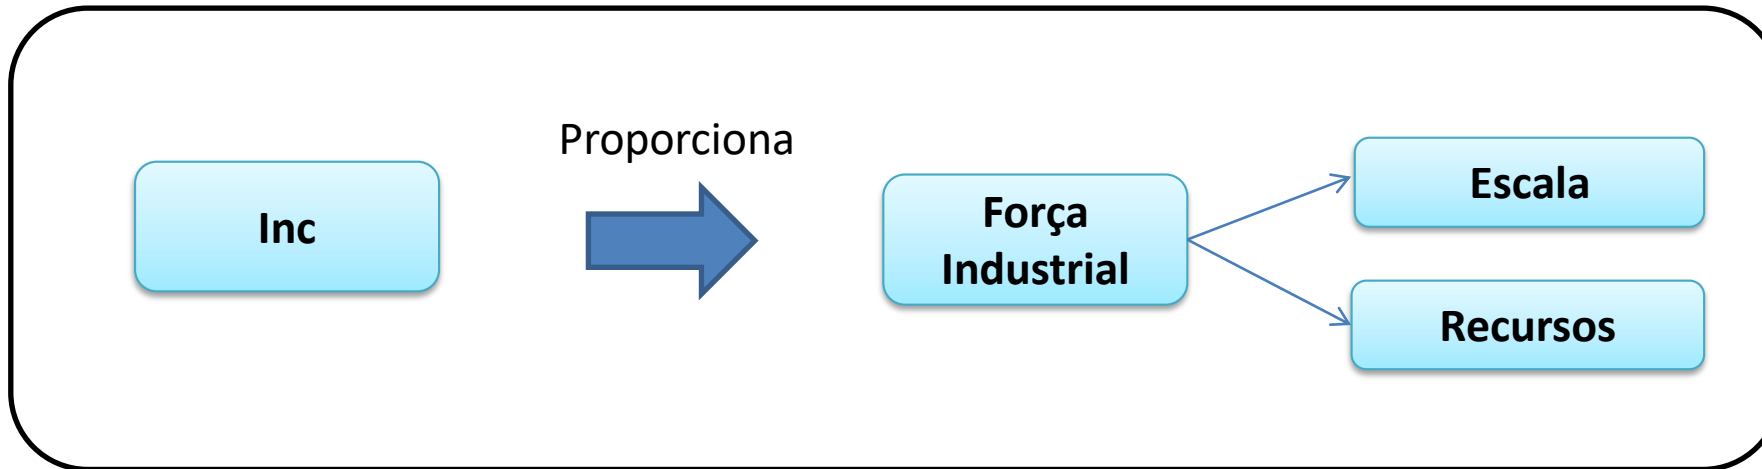 Inc
Proporciona
Força
Industrial
Escala
Recursos